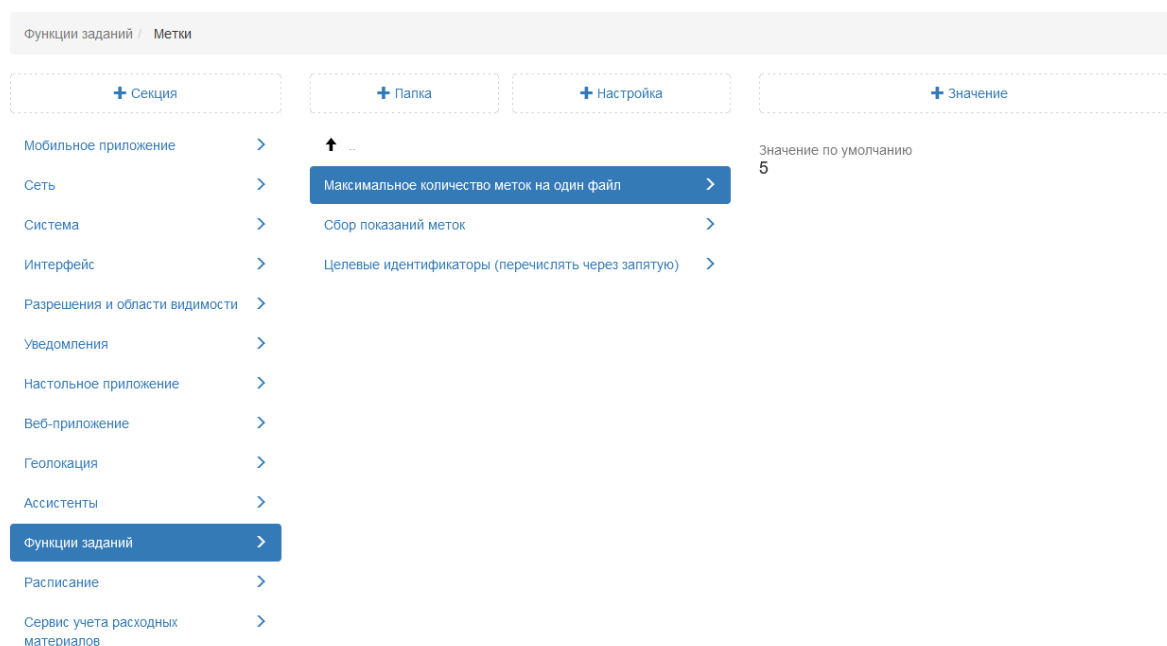 Функции заданий / Метки
+ Секция
+ Папка
+ Настройка
+ Значение
Мобильное приложение
Сеть
Система
Интерфейс
Разрешения и области видимости
Уведомления
Настольное приложение
Веб-приложение
Геолокация
Ассистенты
Функции заданий
Расписание
Сервис учета расходных
материалов
..
Максимальное количество меток на один файл
Сбор показаний меток
Целевые идентификаторы (перечислять через запятую)
Значение по умолчанию
5